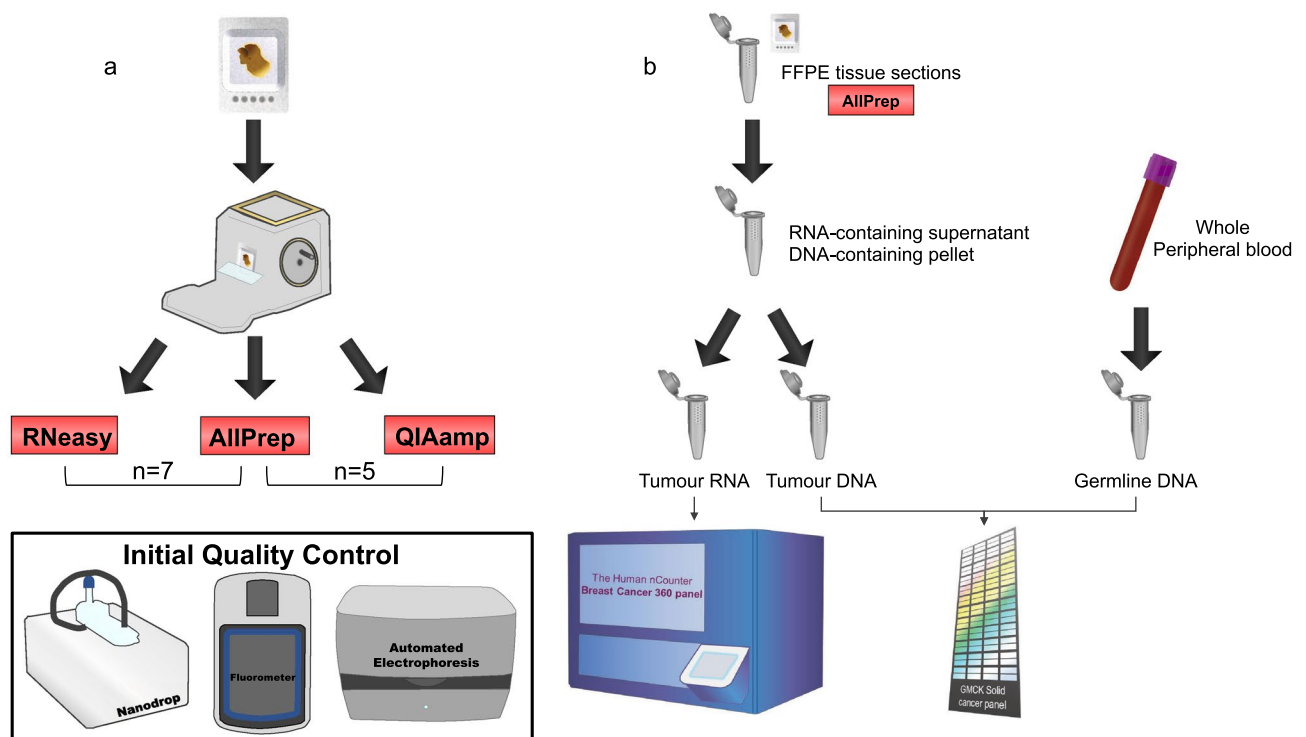 a
RNeasy
AllPrep
QIAamp
n=7
n=5
Initial Quality Control
Nanodrop
Fluorometer
Automated
Electrophoresis
b
FFPE tissue sections
AllPrep
RNA-containing supernatant
DNA-containing pellet
Whole
Peripheral blood
Tumour RNA
Tumour DNA
Germline DNA
The Human nCounter
Breast Cancer 360 panel
GMCK Solid
cancer panel